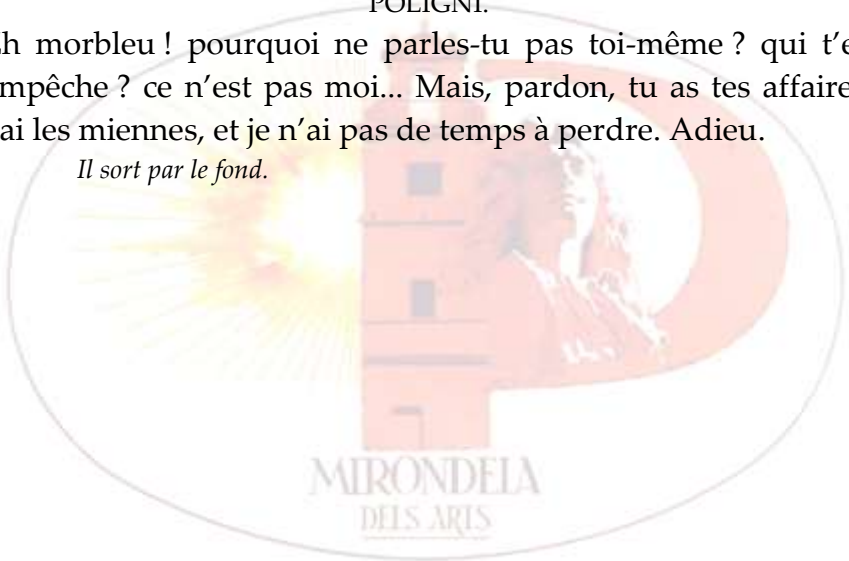 POLIGNI.
h morbleu ! pourquoi ne parles-tu pas toi-même ? qui t'e
mpêche ? ce n'est pas moi... Mais, pardon, tu as tes affaire
ai les miennes, et je n'ai pas de temps à perdre. Adieu.
Il sort par le fond.
MIRONDELA
DELS ARTS